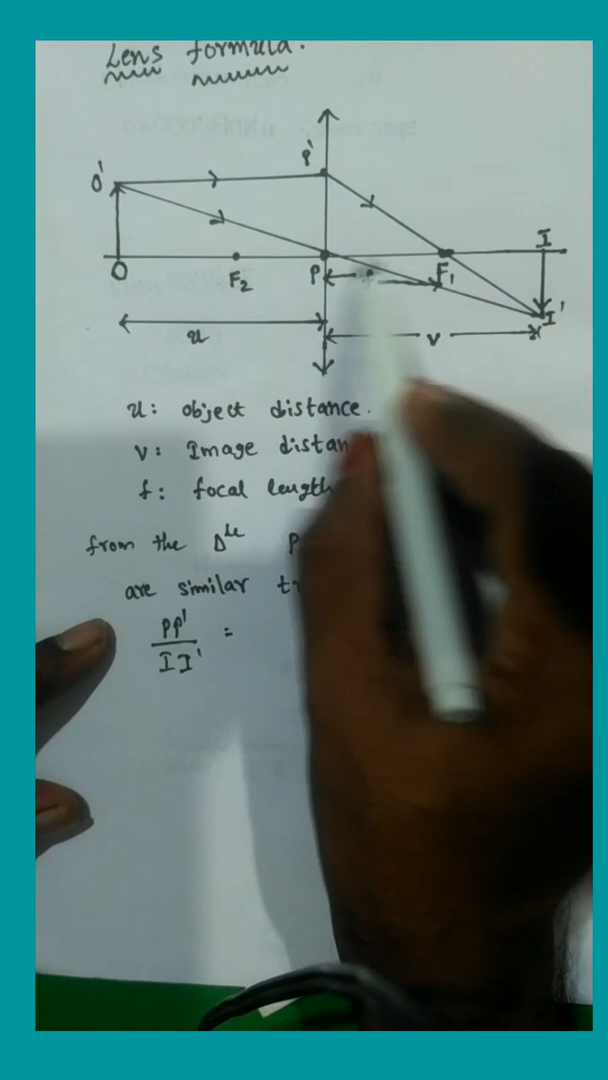 Lens formula.
P'
O'
I
O
F2
P
F1
I'
u
v
u: object distance.
v: Image distan
f: focal length
from the Δle P
are similar t
PP' =
II'